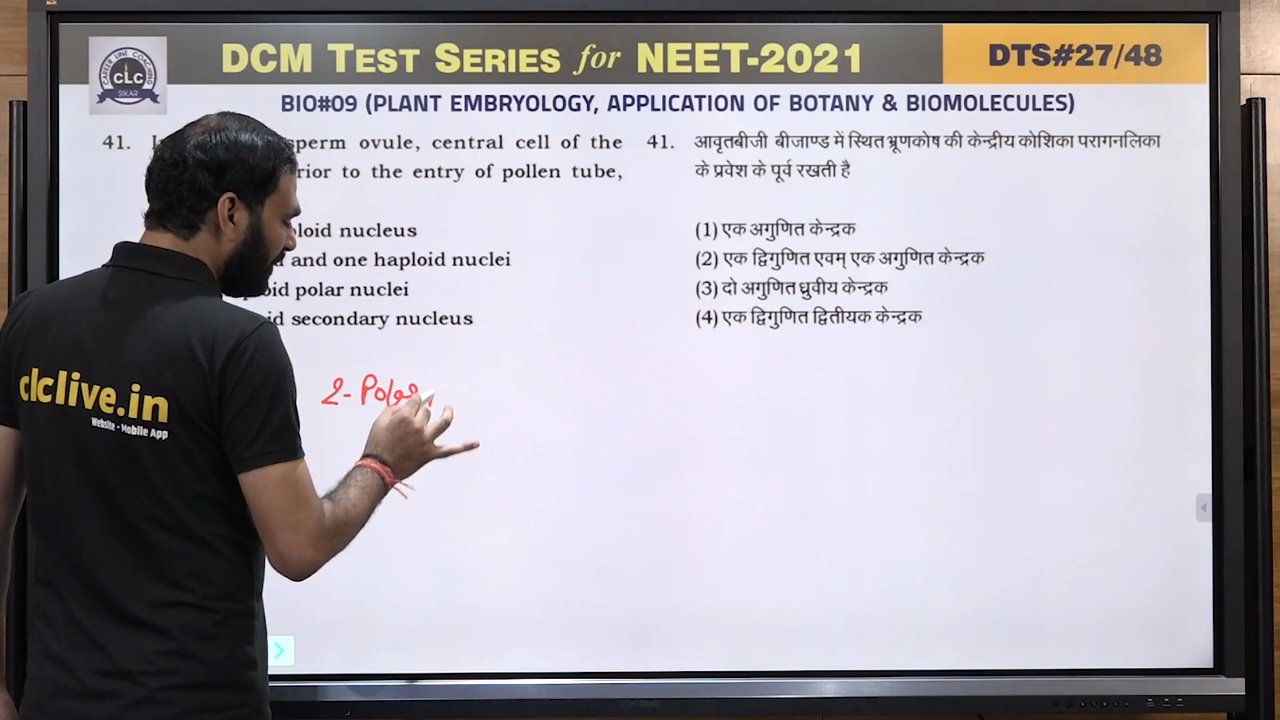 DCM TEST SERIES for NEET-2021
DTS#27/48
CAREER LINE COACHING
CLC
SIKAR
BIO#09 (PLANT EMBRYOLOGY, APPLICATION OF BOTANY & BIOMOLECULES)
41. sperm ovule, central cell of the
rior to the entry of pollen tube,
loid nucleus
and one haploid nuclei
oid polar nuclei
id secondary nucleus
2- Polar
41. आवृतबीजी बीजाण्ड में स्थित भ्रूणकोष की केन्द्रीय कोशिका परागनलिका
के प्रवेश के पूर्व रखती है
(1) एक अगुणित केन्द्रक
(2) एक द्विगुणित एवम् एक अगुणित केन्द्रक
(3) दो अगुणित ध्रुवीय केन्द्रक
(4) एक द्विगुणित द्वितीयक केन्द्रक
clclive.in
Website - Mobile App